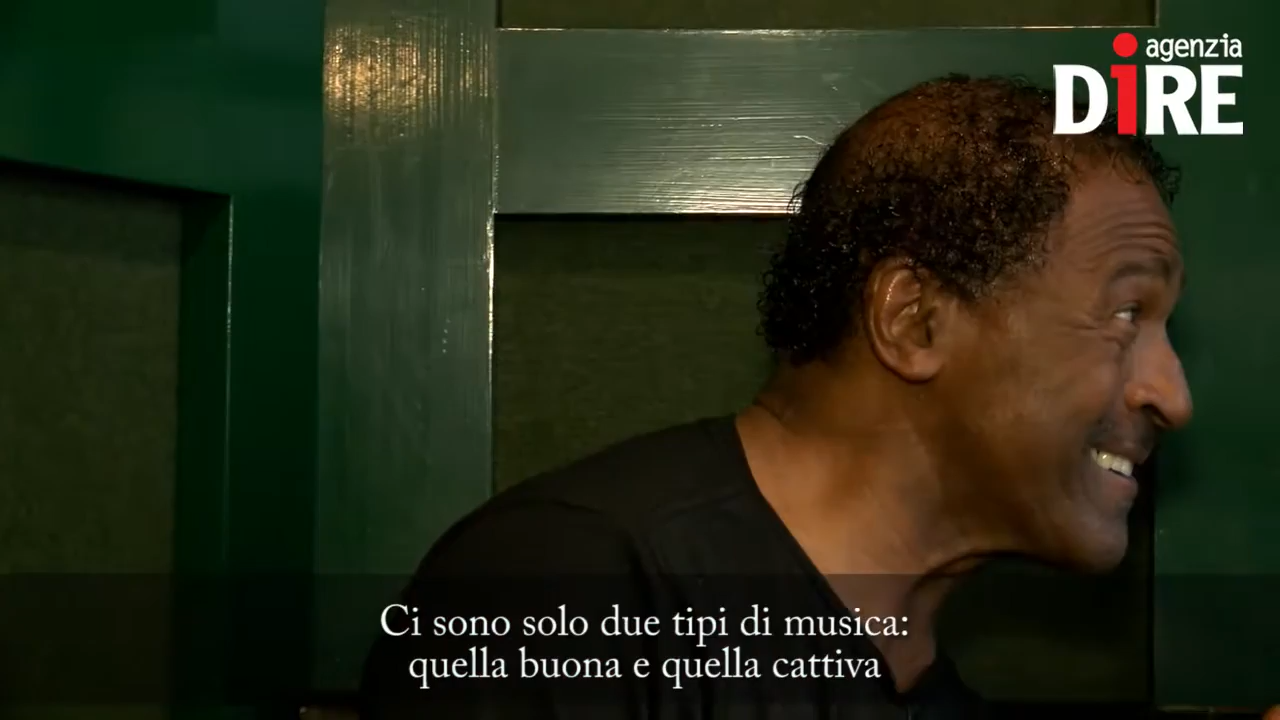 agenzia
DiRE
Ci sono solo due tipi di musica:
quella buona e quella cattiva